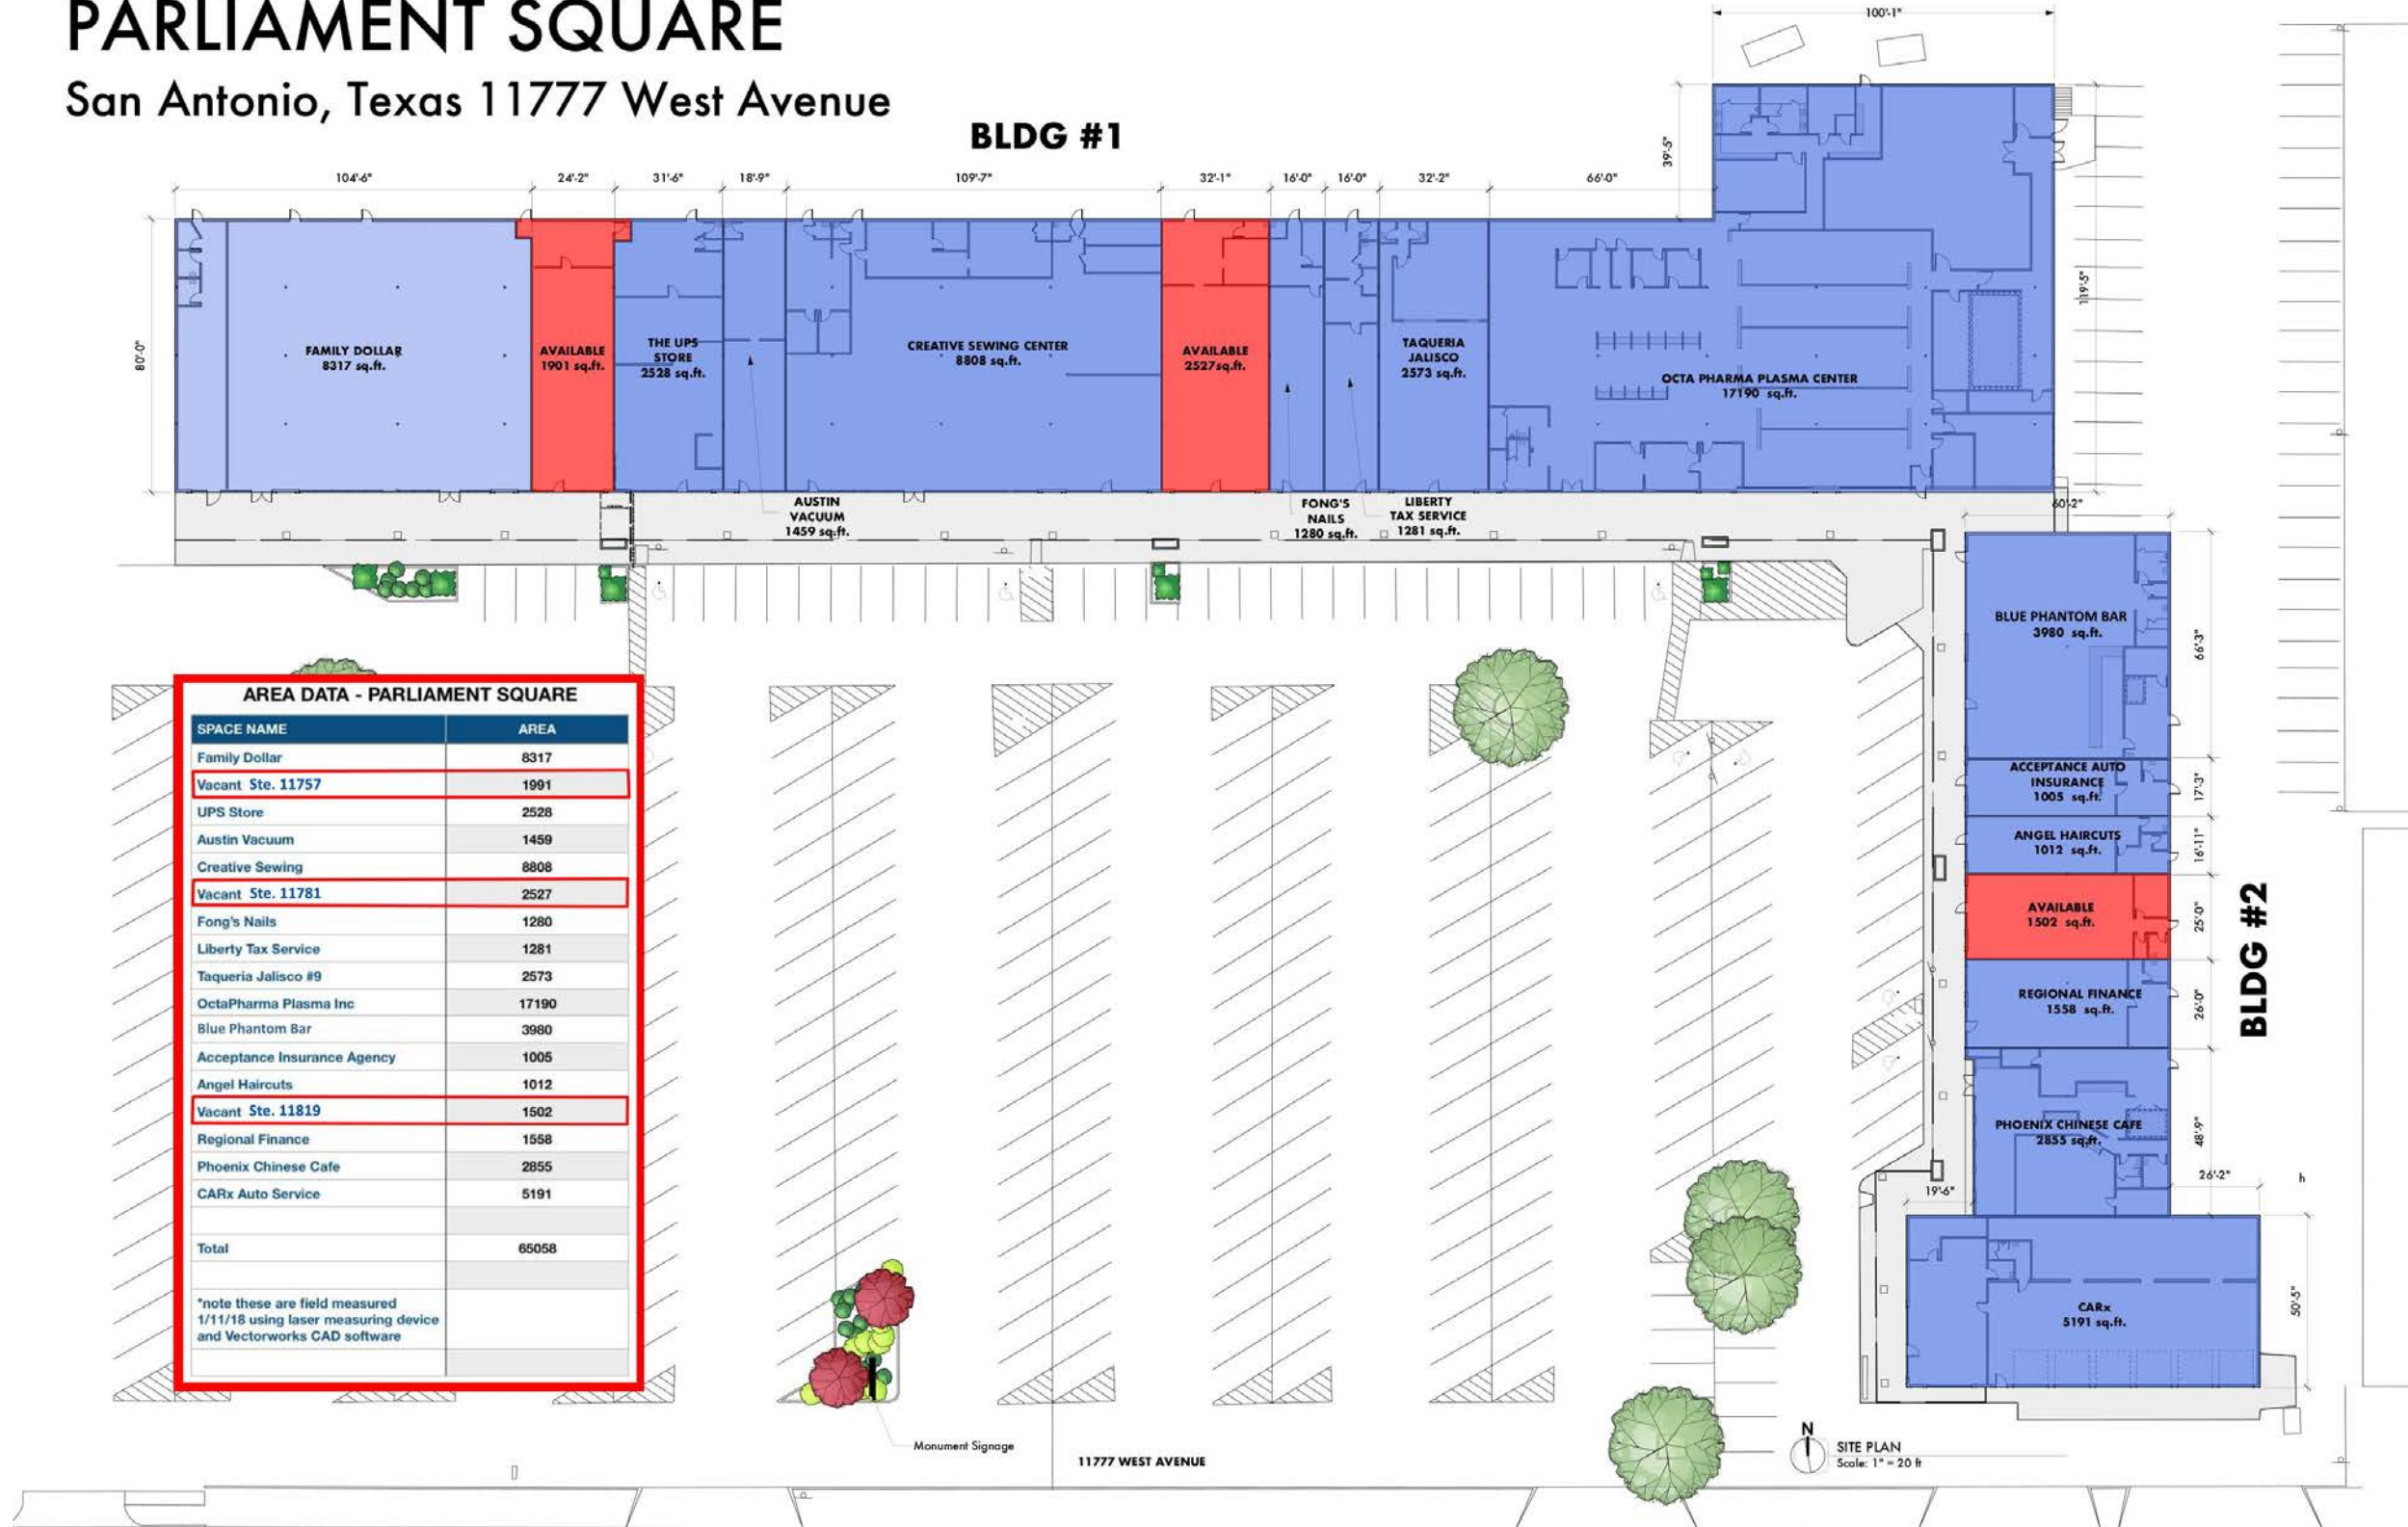 PARLIAMENT SQUARE
San Antonio, Texas 11777 West Avenue
BLDG #1
100'-1"
39'-5"
104'-6"
24'-2"
31'-6"
18'-9"
109'-7"
32'-1"
16'-0"
16'-0"
32'-2"
66'-0"
80'-0"
119'-5"
FAMILY DOLLAR
8317 sq.ft.
AVAILABLE
1901 sq.ft.
THE UPS
STORE
2528 sq.ft.
CREATIVE SEWING CENTER
8808 sq.ft.
AVAILABLE
2527sq.ft.
TAQUERIA
JALISCO
2573 sq.ft.
OCTA PHARMA PLASMA CENTER
17190 sq.ft.
AUSTIN
VACUUM
1459 sq.ft.
FONG'S
NAILS
1280 sq.ft.
LIBERTY
TAX SERVICE
1281 sq.ft.
60'-2"
BLUE PHANTOM BAR
3980 sq.ft.
66'-3"
ACCEPTANCE AUTO
INSURANCE
1005 sq.ft.
17'-3"
ANGEL HAIRCUTS
1012 sq.ft.
16'-11"
AVAILABLE
1502 sq.ft.
25'-0"
BLDG #2
REGIONAL FINANCE
1558 sq.ft.
26'-0"
PHOENIX CHINESE CAFE
2855 sq.ft.
48'-9"
26'-2"
h
19'-6"
CARx
5191 sq.ft.
50'-5"
AREA DATA - PARLIAMENT SQUARE
SPACE NAME AREA
Family Dollar 8317
Vacant Ste. 11757 1991
UPS Store 2528
Austin Vacuum 1459
Creative Sewing 8808
Vacant Ste. 11781 2527
Fong's Nails 1280
Liberty Tax Service 1281
Taqueria Jalisco #9 2573
OctaPharma Plasma Inc 17190
Blue Phantom Bar 3980
Acceptance Insurance Agency 1005
Angel Haircuts 1012
Vacant Ste. 11819 1502
Regional Finance 1558
Phoenix Chinese Cafe 2855
CARx Auto Service 5191
Total 65058
*note these are field measured
1/11/18 using laser measuring device
and Vectorworks CAD software
Monument Signage
11777 WEST AVENUE
N
SITE PLAN
Scale: 1" = 20 ft